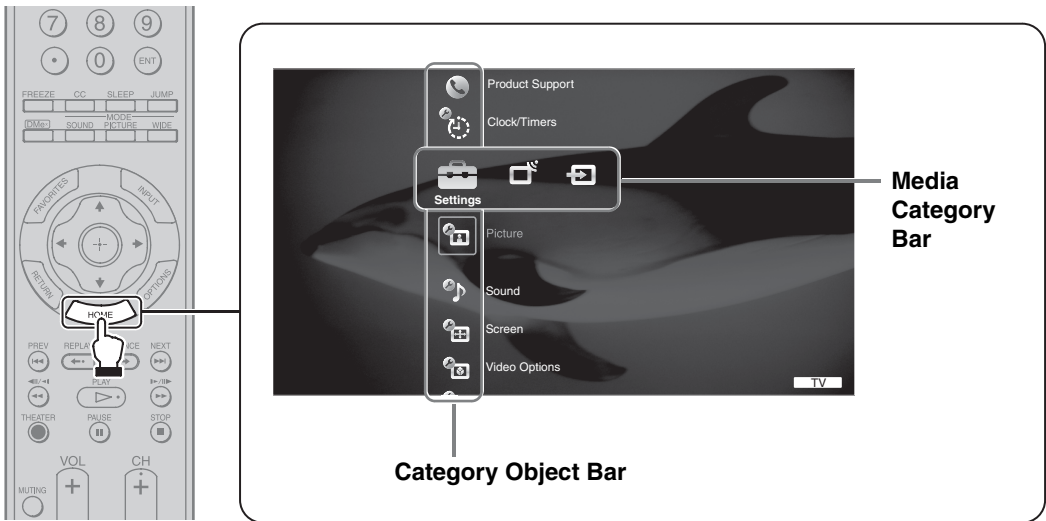 7 8 9
0 ENT
FREEZE CC SLEEP JUMP
MODE
DMe SOUND PICTURE WIDE
FAVORITES INPUT
RETURN OPTIONS
HOME
PREV REPLAY NEXT
PLAY
THEATER PAUSE STOP
VOL CH
+ +
MUTING
Product Support
Clock/Timers
Settings
Picture
Sound
Screen
Video Options
TV
Media
Category
Bar
Category Object Bar